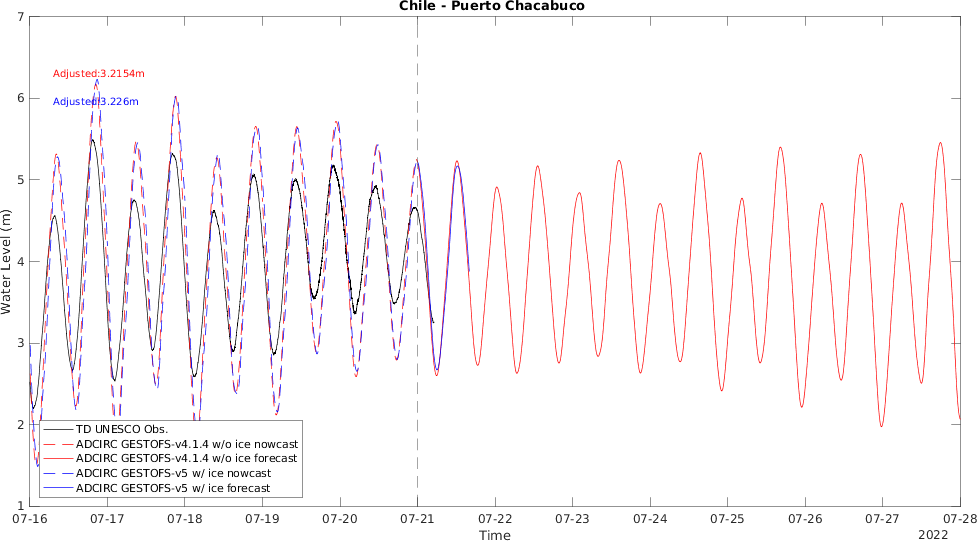 Chile - Puerto Chacabuco
7
6
5
4
3
2
1
Water Level (m)
Adjusted:3.2154m
Adjusted:3.226m
TD UNESCO Obs.
ADCIRC GESTOFS-v4.1.4 w/o ice nowcast
ADCIRC GESTOFS-v4.1.4 w/o ice forecast
ADCIRC GESTOFS-v5 w/ ice nowcast
ADCIRC GESTOFS-v5 w/ ice forecast
07-16 07-17 07-18 07-19 07-20 07-21 07-22 07-23 07-24 07-25 07-26 07-27 07-28
Time
2022